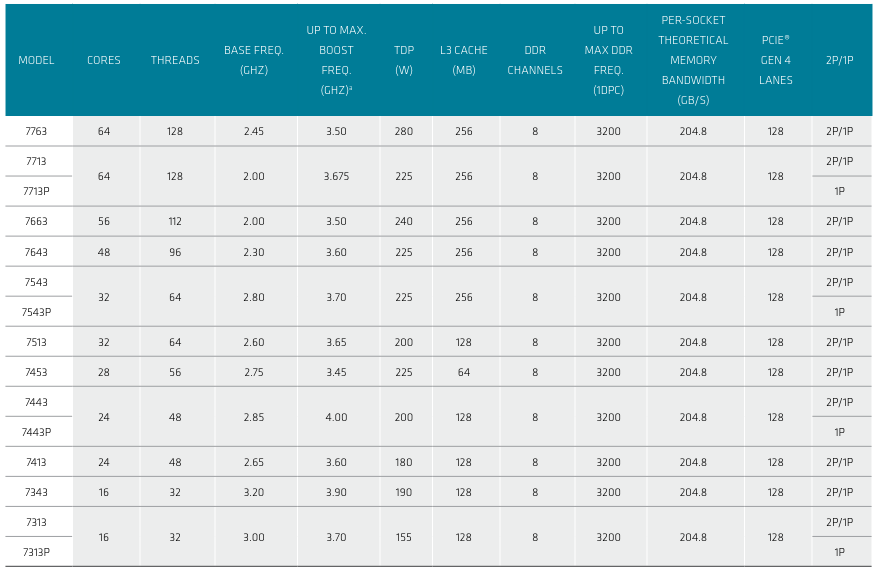 MODEL CORES THREADS BASE FREQ. (GHZ) UP TO MAX. BOOST FREQ. (GHZ)ᵃ TDP (W) L3 CACHE (MB) DDR CHANNELS UP TO MAX DDR FREQ. (1DPC) PER-SOCKET THEORETICAL MEMORY BANDWIDTH (GB/S) PCIE® GEN 4 LANES 2P/1P
7763 64 128 2.45 3.50 280 256 8 3200 204.8 128 2P/1P
7713 2P/1P
64 128 2.00 3.675 225 256 8 3200 204.8 128
7713P 1P
7663 56 112 2.00 3.50 240 256 8 3200 204.8 128 2P/1P
7643 48 96 2.30 3.60 225 256 8 3200 204.8 128 2P/1P
7543 2P/1P
32 64 2.80 3.70 225 256 8 3200 204.8 128
7543P 1P
7513 32 64 2.60 3.65 200 128 8 3200 204.8 128 2P/1P
7453 28 56 2.75 3.45 225 64 8 3200 204.8 128 2P/1P
7443 2P/1P
24 48 2.85 4.00 200 128 8 3200 204.8 128
7443P 1P
7413 24 48 2.65 3.60 180 128 8 3200 204.8 128 2P/1P
7343 16 32 3.20 3.90 190 128 8 3200 204.8 128 2P/1P
7313 2P/1P
16 32 3.00 3.70 155 128 8 3200 204.8 128
7313P 1P